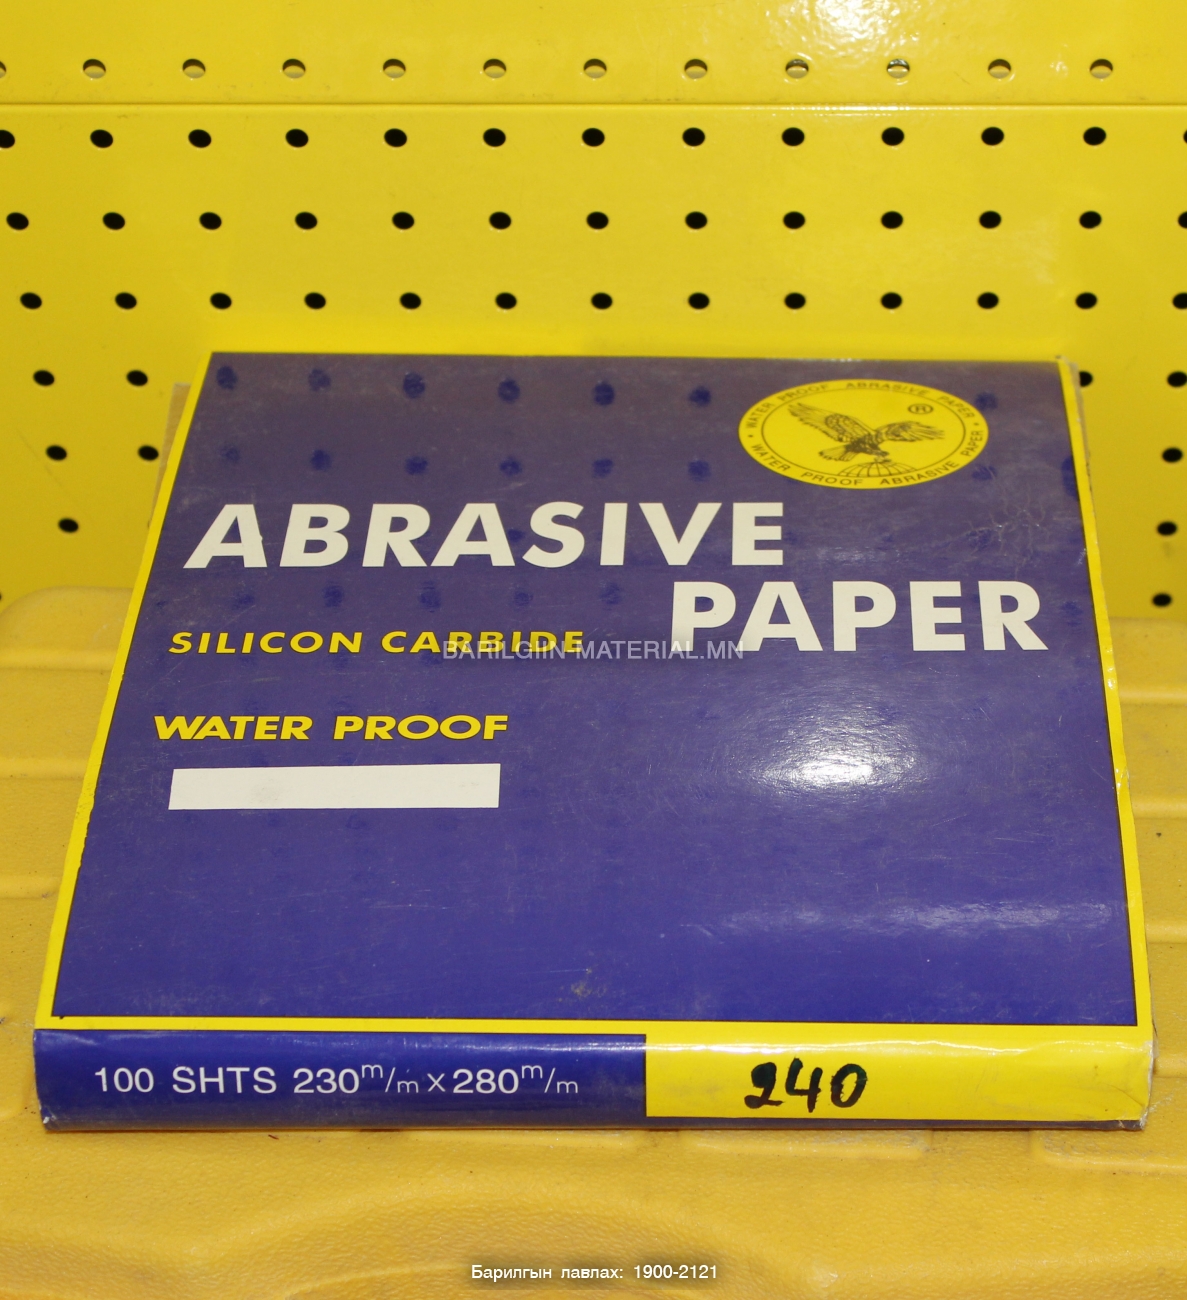 WATER PROOF ABRASIVE PAPER
®
WATER PROOF ABRASIVE PAPER
ABRASIVE
PAPER
SILICON CARBIDE
BARILGIIN-MATERIAL.MN
WATER PROOF
100 SHTS 230m/m x 280m/m
240
Барилгын лавлах: 1900-2121